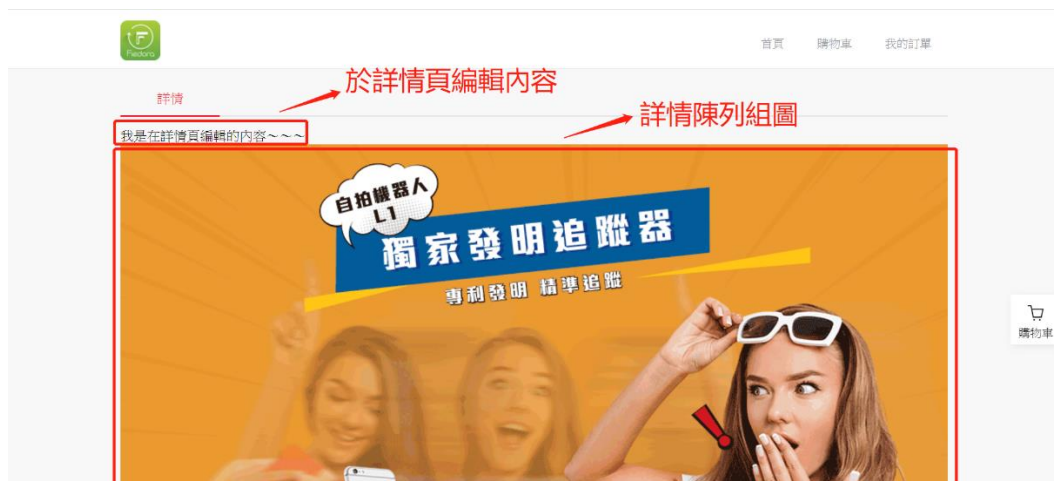 Fiedora
首頁 購物車 我的訂單
於詳情頁編輯內容
詳情
詳情陳列組圖
我是在詳情頁編輯的內容～～～
自拍機器人
L1
獨家發明追蹤器
專利發明 精準追蹤
購物車